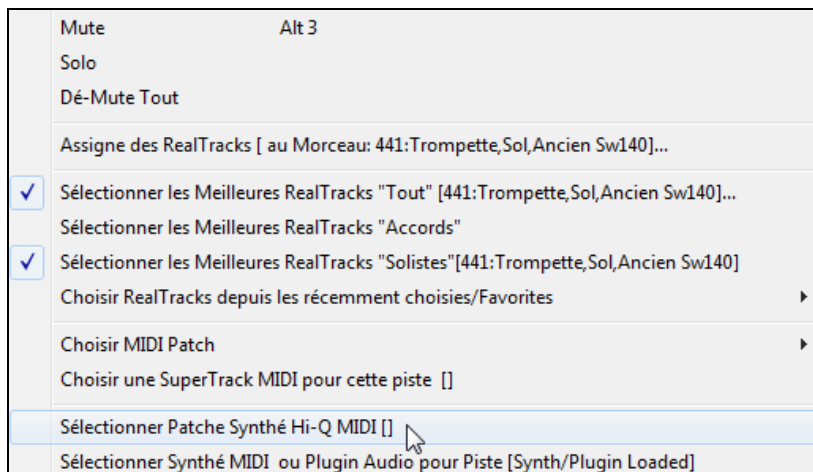 Mute Alt 3
Solo
Dé-Mute Tout
Assigne des RealTracks [ au Morceau: 441:Trompette,Sol,Ancien Sw140]...
Sélectionner les Meilleures RealTracks "Tout" [441:Trompette,Sol,Ancien Sw140]...
Sélectionner les Meilleures RealTracks "Accords"
Sélectionner les Meilleures RealTracks "Solistes"[441:Trompette,Sol,Ancien Sw140]
Choisir RealTracks depuis les récemment choisies/Favorites
Choisir MIDI Patch
Choisir une SuperTrack MIDI pour cette piste []
Sélectionner Patche Synthé Hi-Q MIDI []
Sélectionner Synthé MIDI ou Plugin Audio pour Piste [Synth/Plugin Loaded]